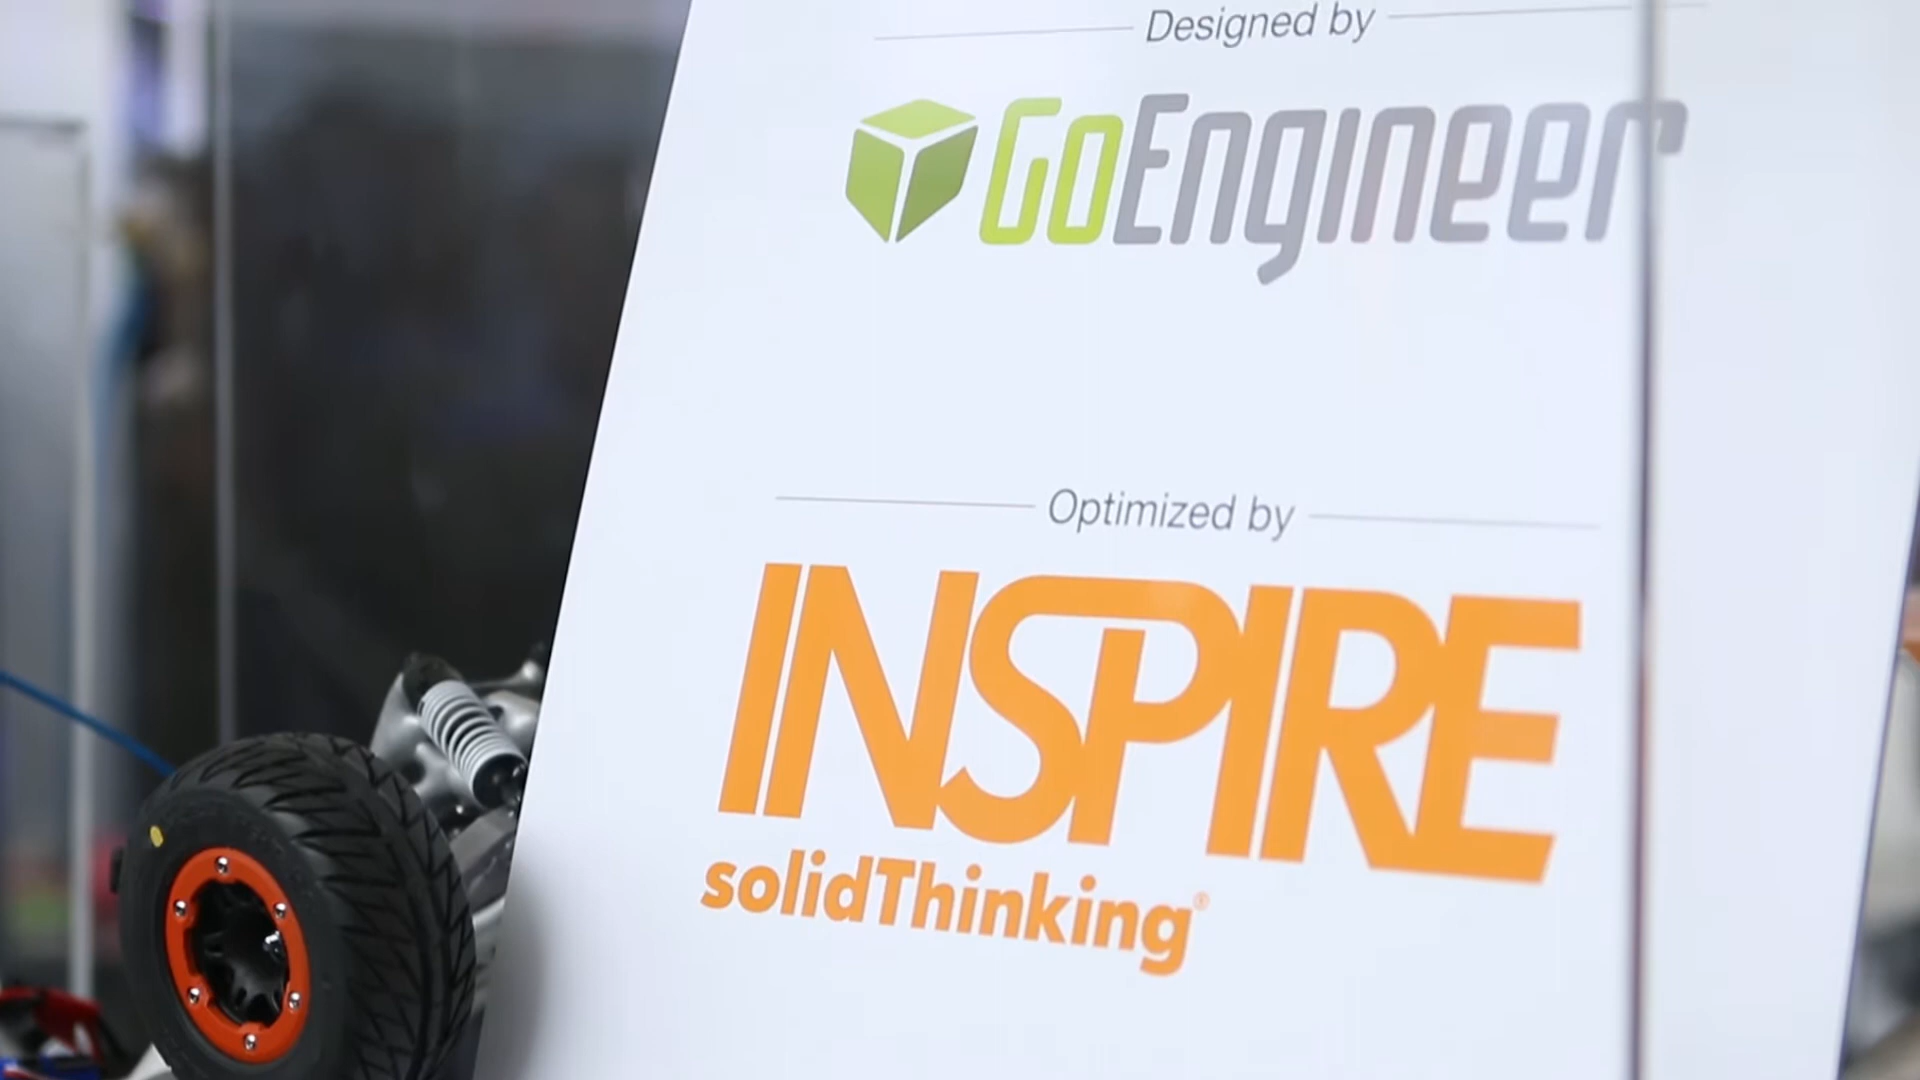 Designed by
GoEngineer
Optimized by
INSPIRE
solidThinking®